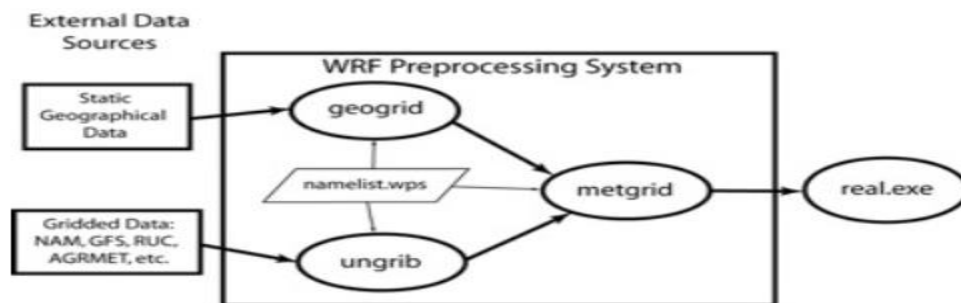 External Data
Sources
WRF Preprocessing System
Static
Geographical
Data
geogrid
namelist.wps
metgrid
real.exe
Gridded Data:
NAM, GFS, RUC,
AGRMET, etc.
ungrib